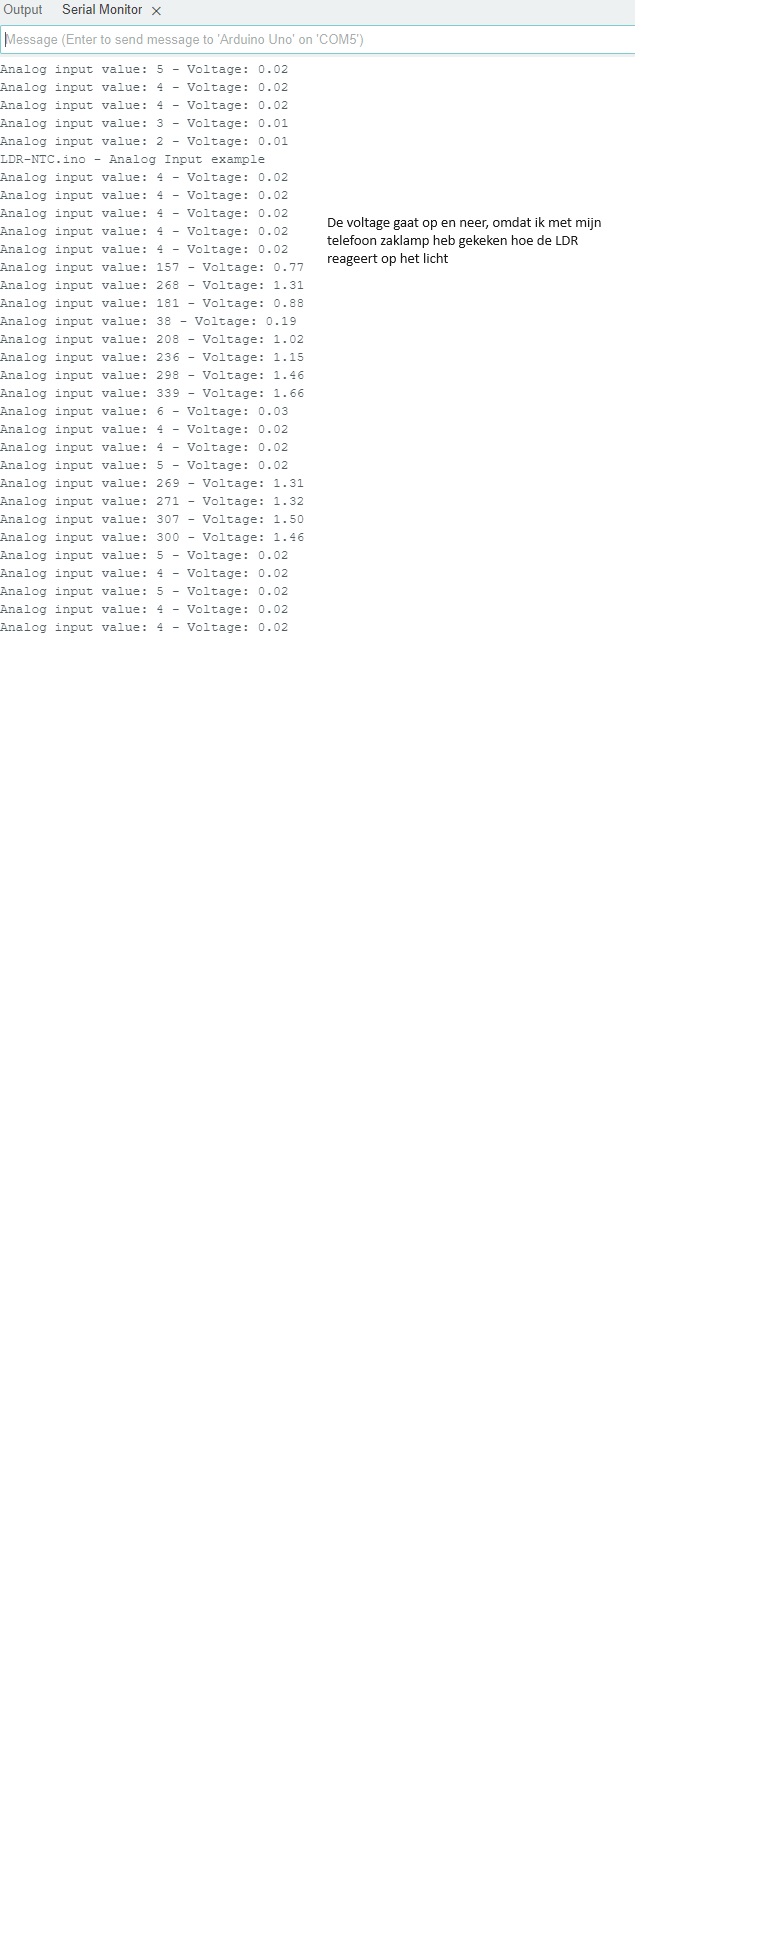 Output Serial Monitor ×
Message (Enter to send message to 'Arduino Uno' on 'COM5')
Analog input value: 5 - Voltage: 0.02
Analog input value: 4 - Voltage: 0.02
Analog input value: 4 - Voltage: 0.02
Analog input value: 3 - Voltage: 0.01
Analog input value: 2 - Voltage: 0.01
LDR-NTC.ino - Analog Input example
Analog input value: 4 - Voltage: 0.02
Analog input value: 4 - Voltage: 0.02
Analog input value: 4 - Voltage: 0.02
Analog input value: 4 - Voltage: 0.02
Analog input value: 4 - Voltage: 0.02
Analog input value: 157 - Voltage: 0.77
Analog input value: 268 - Voltage: 1.31
Analog input value: 181 - Voltage: 0.88
Analog input value: 38 - Voltage: 0.19
Analog input value: 208 - Voltage: 1.02
Analog input value: 236 - Voltage: 1.15
Analog input value: 298 - Voltage: 1.46
Analog input value: 339 - Voltage: 1.66
Analog input value: 6 - Voltage: 0.03
Analog input value: 4 - Voltage: 0.02
Analog input value: 4 - Voltage: 0.02
Analog input value: 5 - Voltage: 0.02
Analog input value: 269 - Voltage: 1.31
Analog input value: 271 - Voltage: 1.32
Analog input value: 307 - Voltage: 1.50
Analog input value: 300 - Voltage: 1.46
Analog input value: 5 - Voltage: 0.02
Analog input value: 4 - Voltage: 0.02
Analog input value: 5 - Voltage: 0.02
Analog input value: 4 - Voltage: 0.02
Analog input value: 4 - Voltage: 0.02
De voltage gaat op en neer, omdat ik met mijn
telefoon zaklamp heb gekeken hoe de LDR
reageert op het licht